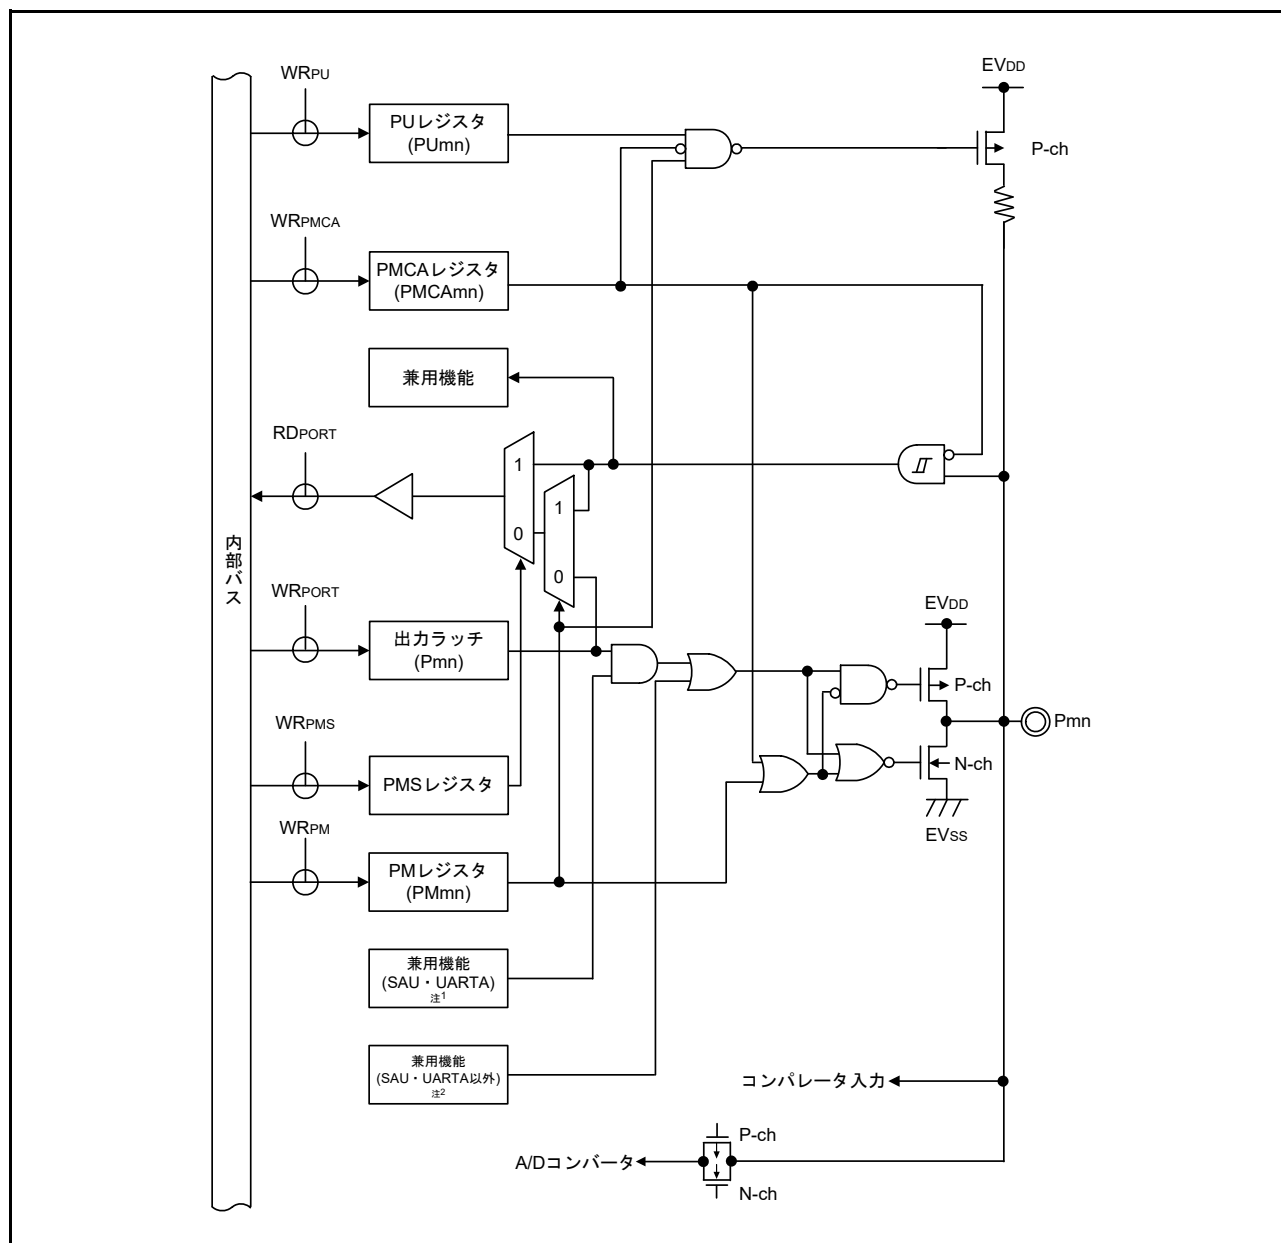 WRPU
PUレジスタ
(PUmn)
EVDD
P-ch
WRPMCA
PMCAレジスタ
(PMCAmn)
兼用機能
RDPORT
1
0
1
0
内部バス
WRPORT
出力ラッチ
(Pmn)
EVDD
P-ch
Pmn
N-ch
EVSS
WRPMS
PMSレジスタ
WRPM
PMレジスタ
(PMmn)
兼用機能
(SAU・UARTA)
注1
兼用機能
(SAU・UARTA以外)
注2
コンパレータ入力
P-ch
A/Dコンバータ
N-ch